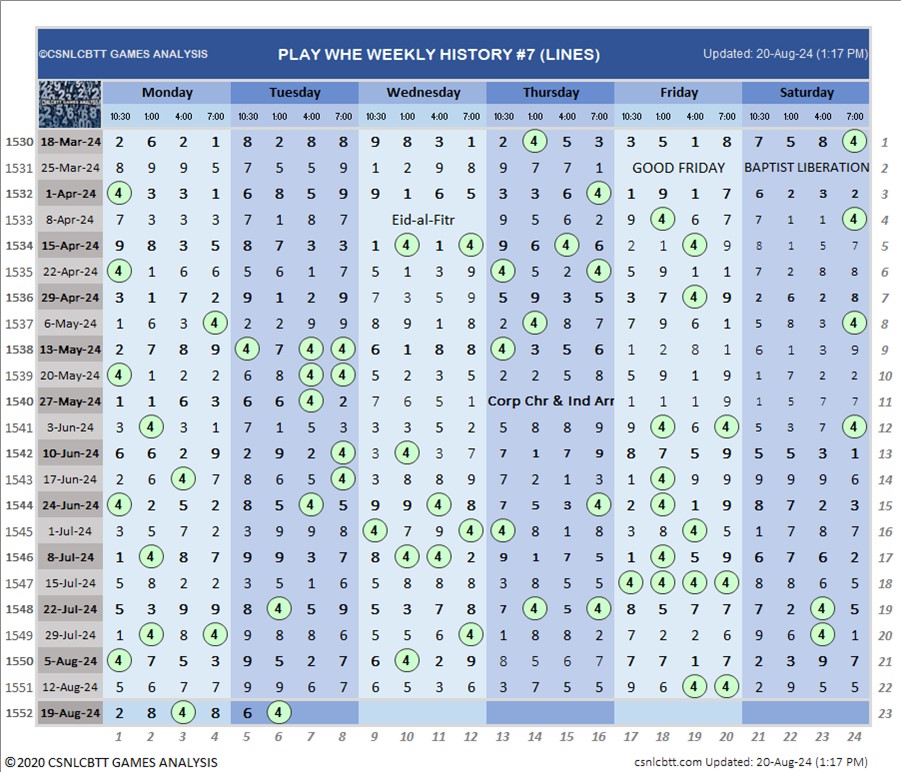 ©CSNLCBTT GAMES ANALYSIS PLAY WHE WEEKLY HISTORY #7 (LINES) Updated: 20-Aug-24 (1:17 PM)
Monday Tuesday Wednesday Thursday Friday Saturday
CSNLCBTT GAMES ANALYSIS
10:30 1:00 4:00 7:00 10:30 1:00 4:00 7:00 10:30 1:00 4:00 7:00 10:30 1:00 4:00 7:00 10:30 1:00 4:00 7:00 10:30 1:00 4:00 7:00
1530 18-Mar-24 2 6 2 1 8 2 8 8 9 8 3 1 2 4 5 3 3 5 1 8 7 5 8 4 1
1531 25-Mar-24 8 9 9 5 7 5 5 9 1 2 9 8 9 7 7 1 GOOD FRIDAY BAPTIST LIBERATION 2
1532 1-Apr-24 4 3 3 1 6 8 5 9 9 1 6 5 3 3 6 4 1 9 1 7 6 2 3 2 3
1533 8-Apr-24 7 3 3 3 7 1 8 7 Eid-al-Fitr 9 5 6 2 9 4 6 7 7 1 1 4 4
1534 15-Apr-24 9 8 3 5 8 7 3 3 1 4 1 4 9 6 4 6 2 1 4 9 8 1 5 7 5
1535 22-Apr-24 4 1 6 6 5 6 1 7 5 1 3 9 4 5 2 4 5 9 1 1 7 2 8 8 6
1536 29-Apr-24 3 1 7 2 9 1 2 9 7 3 5 9 5 9 3 5 3 7 4 9 2 6 2 8 7
1537 6-May-24 1 6 3 4 2 2 9 9 8 9 1 8 2 4 8 7 7 9 6 1 5 8 3 4 8
1538 13-May-24 2 7 8 9 4 7 4 4 6 1 8 8 4 3 5 6 1 2 8 1 6 1 3 9 9
1539 20-May-24 4 1 2 2 6 8 4 4 5 2 3 5 2 2 5 8 5 9 1 9 1 7 2 2 10
1540 27-May-24 1 1 6 3 6 6 4 2 7 6 5 1 Corp Chr & Ind Arr 1 1 1 9 1 5 7 7 11
1541 3-Jun-24 3 4 3 1 7 1 5 3 3 3 5 2 5 8 8 9 9 4 6 4 5 3 7 4 12
1542 10-Jun-24 6 6 2 9 2 9 2 4 3 4 3 7 7 1 7 9 8 7 5 9 5 5 3 1 13
1543 17-Jun-24 2 6 4 7 8 6 5 4 3 8 8 9 7 2 1 3 1 4 9 9 9 9 9 6 14
1544 24-Jun-24 4 2 5 2 8 5 4 5 9 9 4 8 7 5 3 4 2 4 1 9 8 7 2 3 15
1545 1-Jul-24 3 5 7 2 3 9 9 8 4 7 9 4 4 8 1 8 3 8 4 5 1 7 8 7 16
1546 8-Jul-24 1 4 8 7 9 9 3 7 8 4 4 2 9 1 7 5 1 4 5 9 6 7 6 2 17
1547 15-Jul-24 5 8 2 2 3 5 1 6 5 8 8 8 3 8 5 5 4 4 4 4 8 8 6 5 18
1548 22-Jul-24 5 3 9 9 8 4 5 9 5 3 7 8 7 4 5 4 8 5 7 7 7 2 4 5 19
1549 29-Jul-24 1 4 8 4 9 8 8 6 5 5 6 4 1 8 8 2 7 2 2 6 9 6 4 1 20
1550 5-Aug-24 4 7 5 3 9 5 2 7 6 4 2 9 8 5 6 7 7 7 1 7 2 3 9 7 21
1551 12-Aug-24 5 6 7 7 9 9 6 7 6 5 3 6 3 7 5 5 9 6 4 4 2 9 5 5 22
1552 19-Aug-24 2 8 4 8 6 4 23
1 2 3 4 5 6 7 8 9 10 11 12 13 14 15 16 17 18 19 20 21 22 23 24
©2020 CSNLCBTT GAMES ANALYSIS csnlcbtt.com Updated: 20-Aug-24 (1:17 PM)